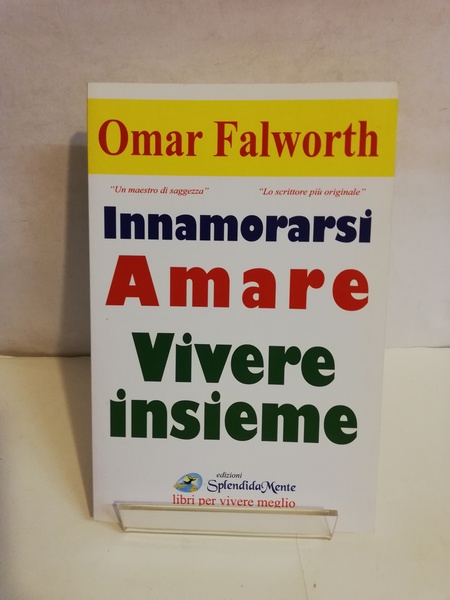 Omar Falworth
"Un maestro di saggezza" "Lo scrittore più originale"
Innamorarsi
Amare
Vivere
insieme
edizioni
SplendidaMente
libri per vivere meglio